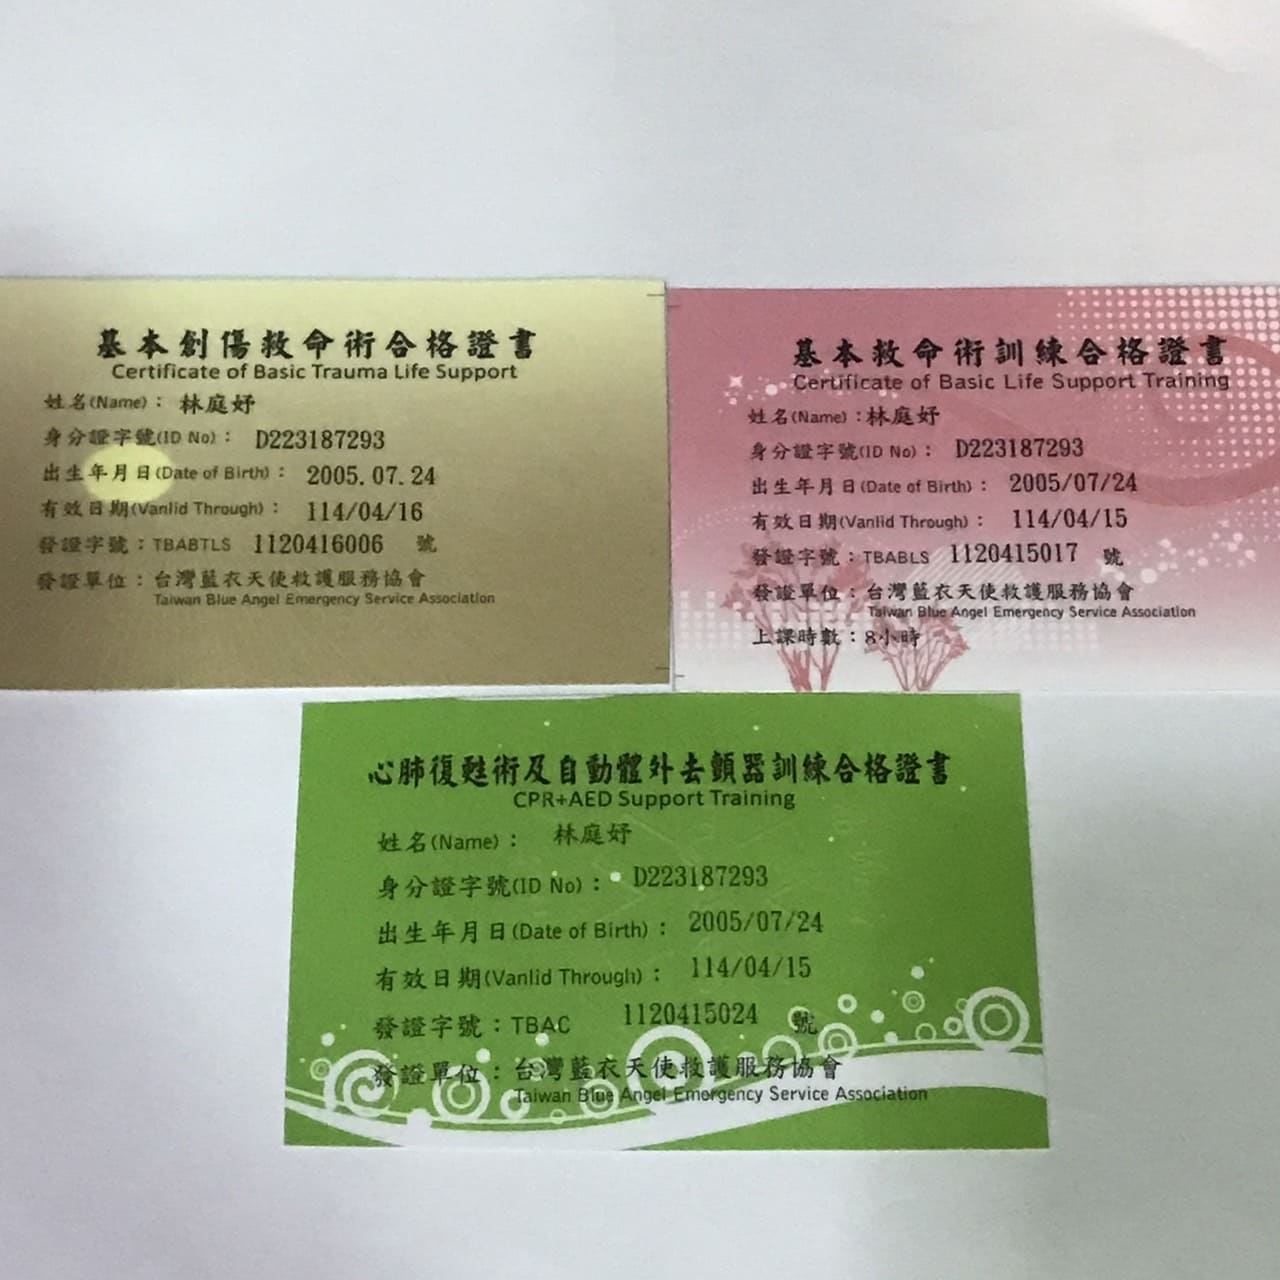 基本創傷救命術合格證書
Certificate of Basic Trauma Life Support
姓名(Name)： 林庭妤
身分證字號(ID No)： D223187293
出生年月日(Date of Birth)： 2005.07.24
有效日期(Vanlid Through)： 114/04/16
發證字號：TBABTLS 1120416006 號
發證單位：台灣藍衣天使救護服務協會
Taiwan Blue Angel Emergency Service Association
基本救命術訓練合格證書
Certificate of Basic Life Support Training
姓名(Name)：林庭妤
身分證字號(ID No)： D223187293
出生年月日(Date of Birth)： 2005/07/24
有效日期(Vanlid Through)： 114/04/15
發證字號：TBABLS 1120415017 號
發證單位：台灣藍衣天使救護服務協會
Taiwan Blue Angel Emergency Service Association
上課時數：8小時
心肺復甦術及自動體外去顫器訓練合格證書
CPR+AED Support Training
姓名(Name)： 林庭妤
身分證字號(ID No)： D223187293
出生年月日(Date of Birth)： 2005/07/24
有效日期(Vanlid Through)： 114/04/15
發證字號：TBAC 1120415024 號
發證單位：台灣藍衣天使救護服務協會
Taiwan Blue Angel Emergency Service Association